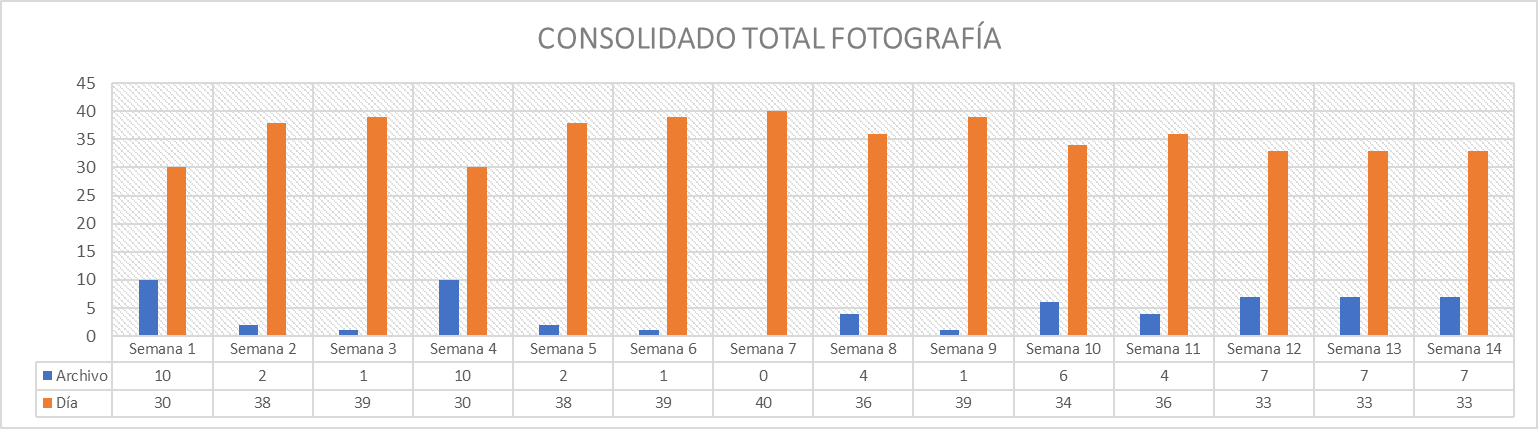 CONSOLIDADO TOTAL FOTOGRAFÍA
45
40
35
30
25
20
15
10
5
0
Semana 1 Semana 2 Semana 3 Semana 4 Semana 5 Semana 6 Semana 7 Semana 8 Semana 9 Semana 10 Semana 11 Semana 12 Semana 13 Semana 14
Archivo 10 2 1 10 2 1 0 4 1 6 4 7 7 7
Día 30 38 39 30 38 39 40 36 39 34 36 33 33 33